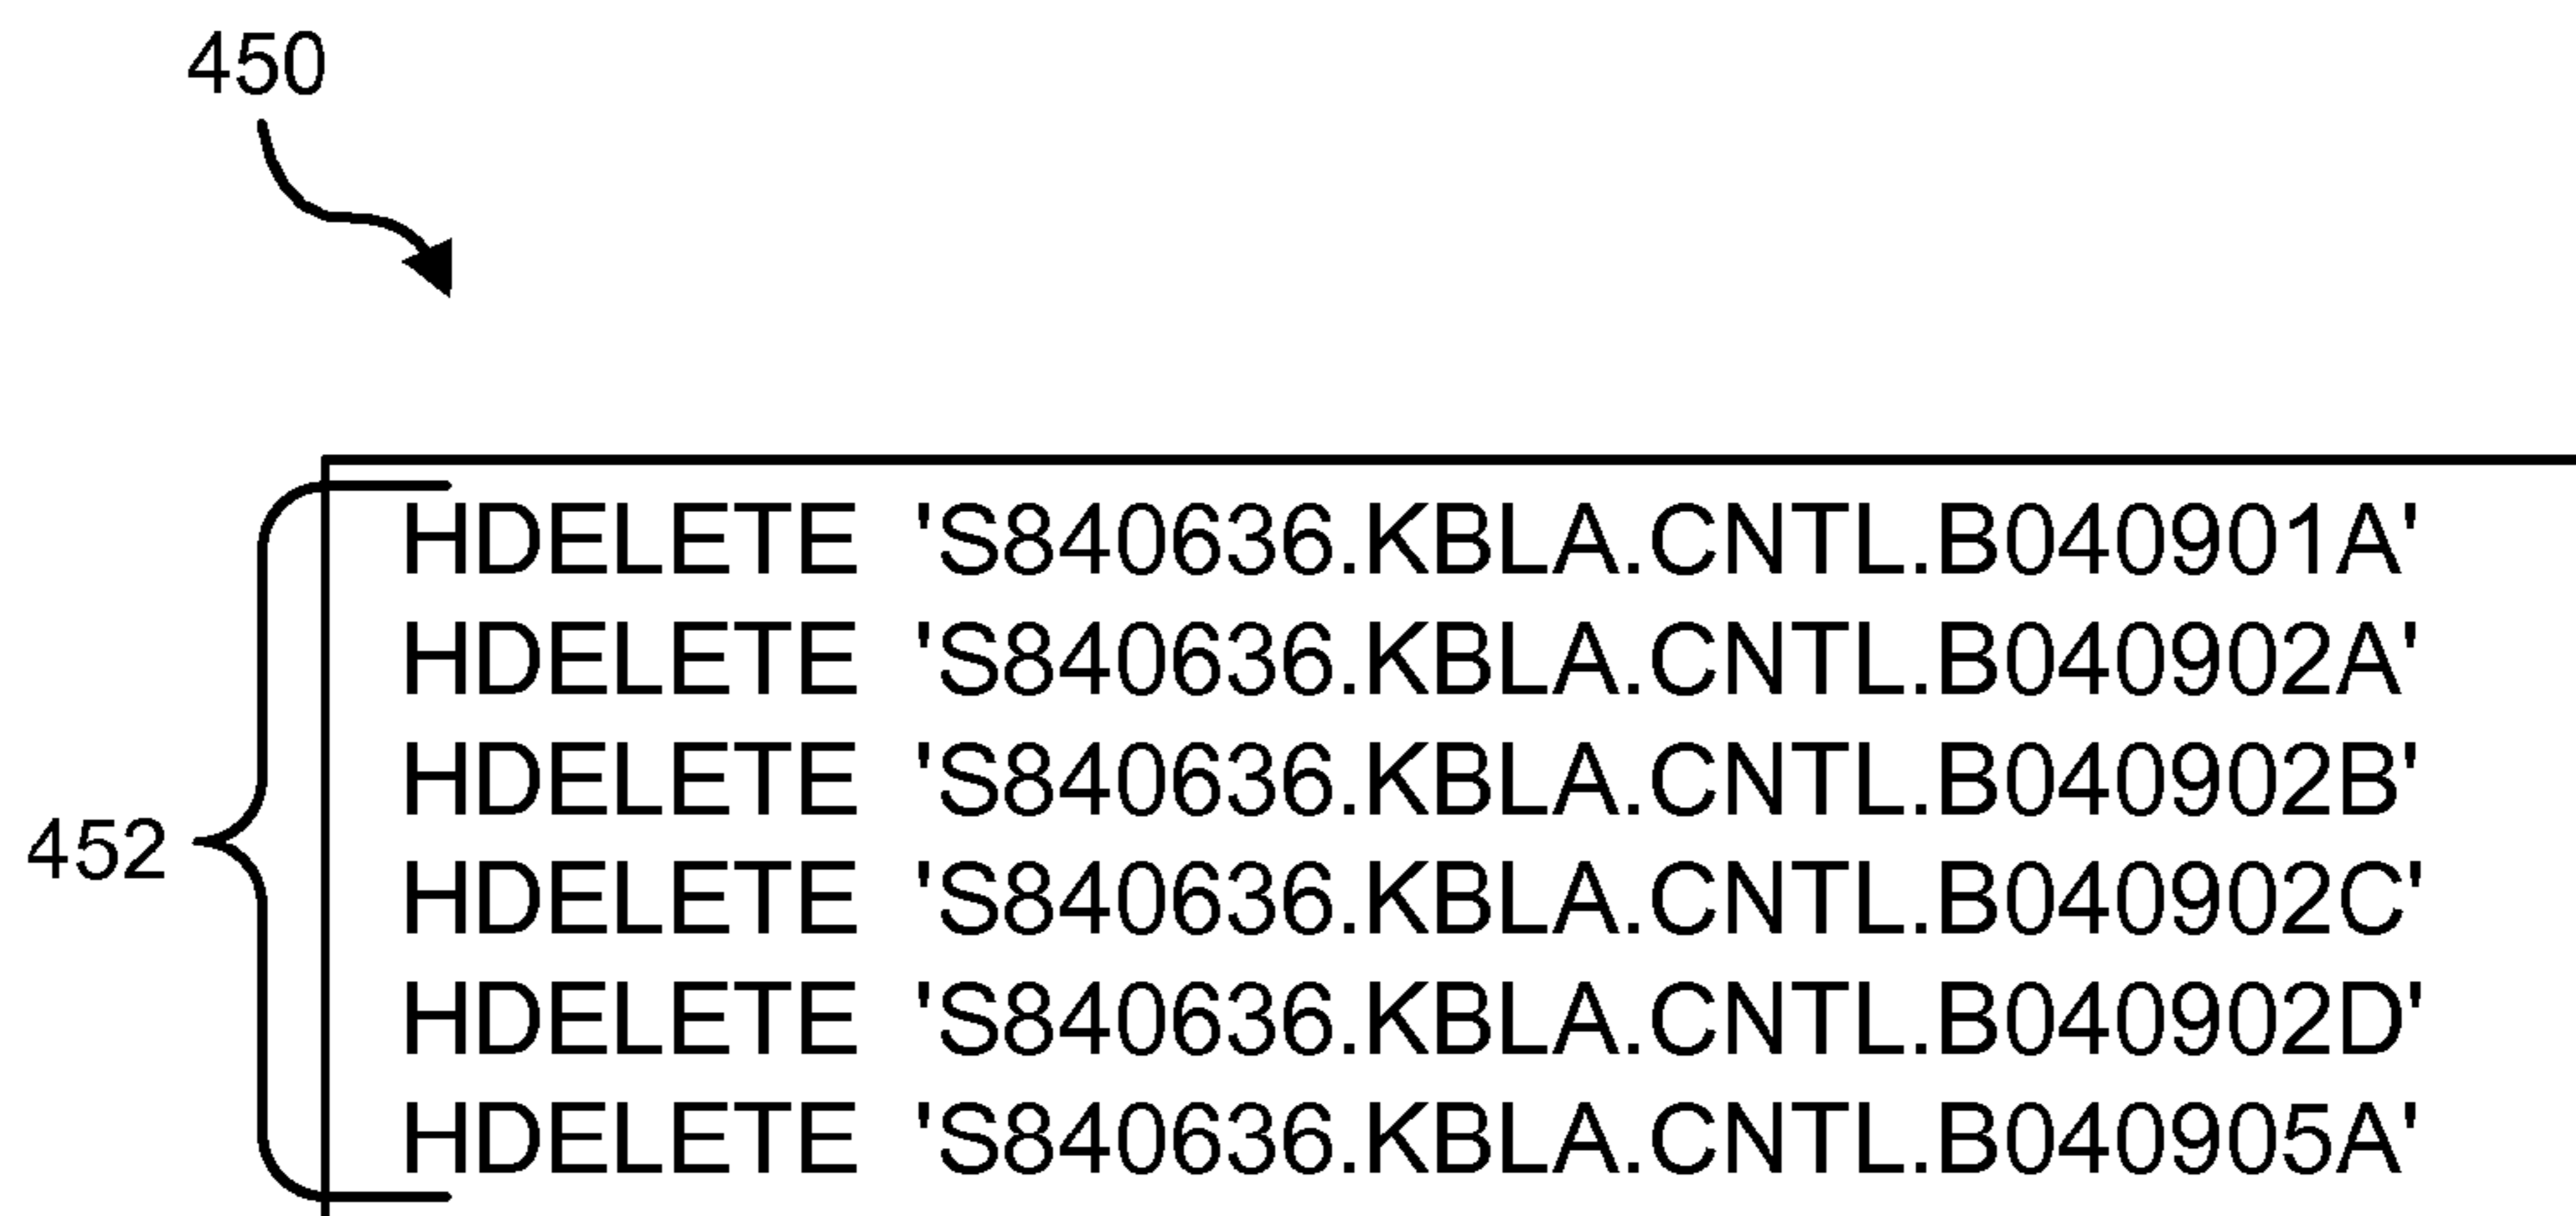 450
HDELETE 'S840636.KBLA.CNTL.B040901A'
HDELETE 'S840636.KBLA.CNTL.B040902A'
HDELETE 'S840636.KBLA.CNTL.B040902B'
452
HDELETE 'S840636.KBLA.CNTL.B040902C'
HDELETE 'S840636.KBLA.CNTL.B040902D'
HDELETE 'S840636.KBLA.CNTL.B040905A'